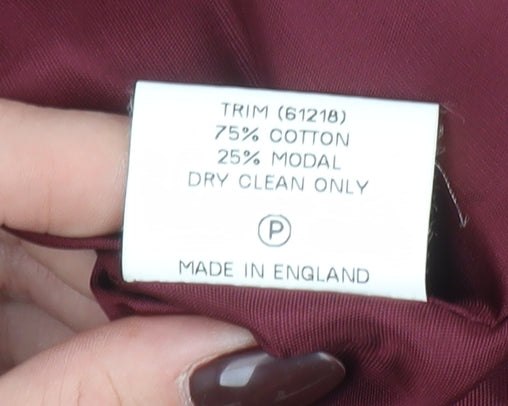 TRIM (61218)
75% COTTON
25% MODAL
DRY CLEAN ONLY
P
MADE IN ENGLAND